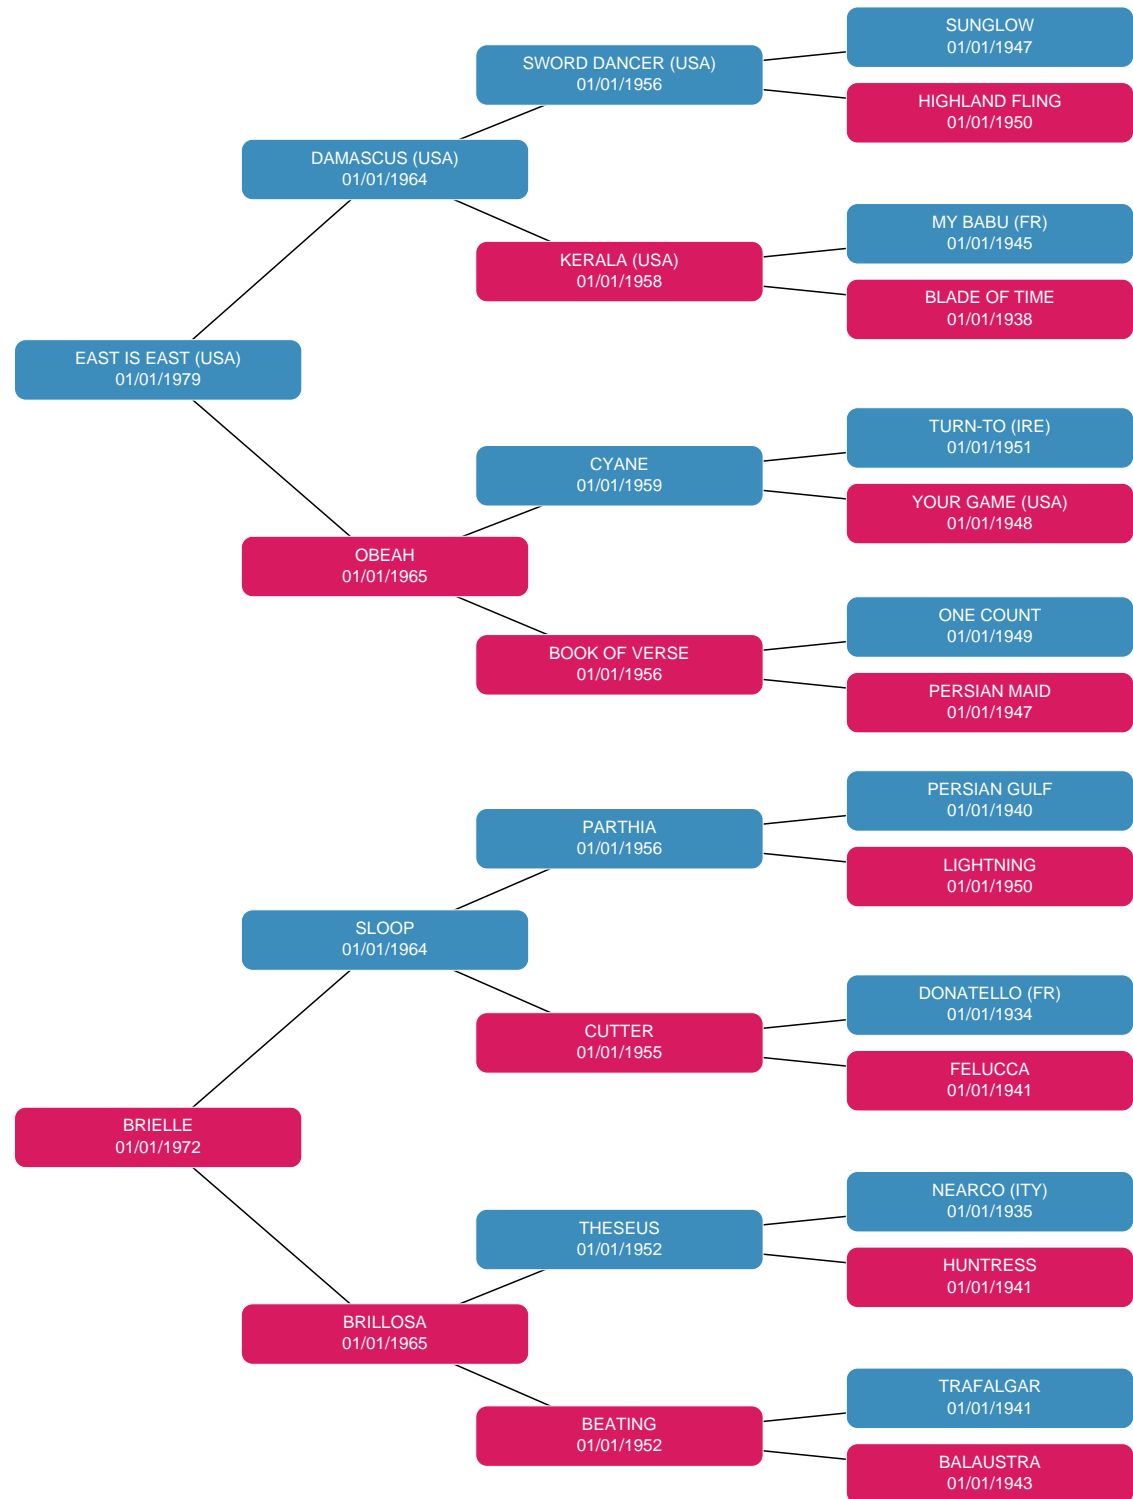 SUNGLOW
01/01/1947
SWORD DANCER (USA)
01/01/1956
HIGHLAND FLING
01/01/1950
DAMASCUS (USA)
01/01/1964
MY BABU (FR)
01/01/1945
KERALA (USA)
01/01/1958
BLADE OF TIME
01/01/1938
EAST IS EAST (USA)
01/01/1979
TURN-TO (IRE)
01/01/1951
CYANE
01/01/1959
YOUR GAME (USA)
01/01/1948
OBEAH
01/01/1965
ONE COUNT
01/01/1949
BOOK OF VERSE
01/01/1956
PERSIAN MAID
01/01/1947
PERSIAN GULF
01/01/1940
PARTHIA
01/01/1956
LIGHTNING
01/01/1950
SLOOP
01/01/1964
DONATELLO (FR)
01/01/1934
CUTTER
01/01/1955
FELUCCA
01/01/1941
BRIELLE
01/01/1972
NEARCO (ITY)
01/01/1935
THESEUS
01/01/1952
HUNTRESS
01/01/1941
BRILLOSA
01/01/1965
TRAFALGAR
01/01/1941
BEATING
01/01/1952
BALAUSTRA
01/01/1943